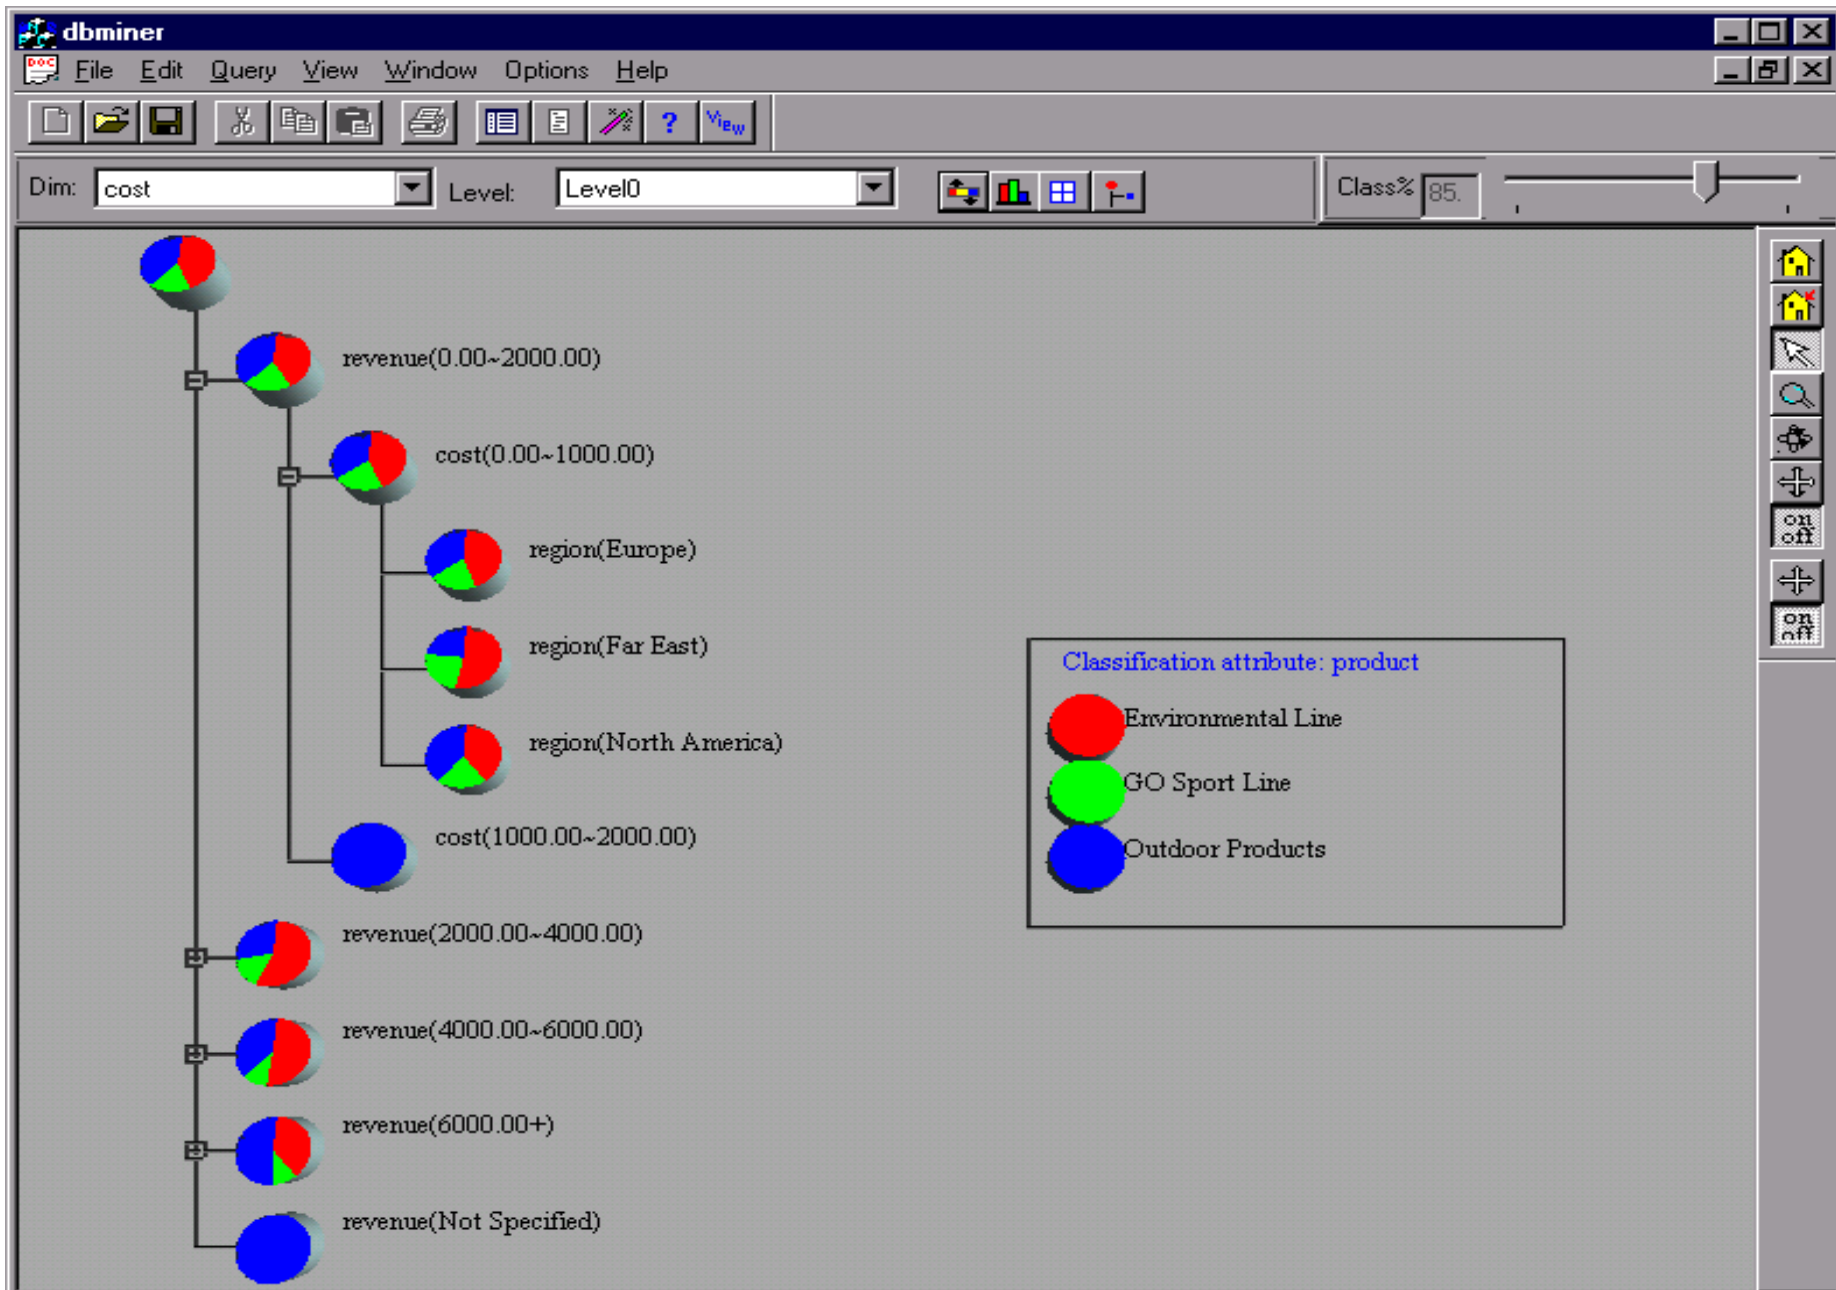 dbminer
DOC File Edit Query View Window Options Help
? View
Dim: cost Level: Level0 Class% 85.
revenue(0.00~2000.00)
cost(0.00~1000.00)
region(Europe)
on
off
region(Far East)
on
off
Classification attribute: product
Environmental Line
region(North America)
GO Sport Line
cost(1000.00~2000.00)
Outdoor Products
revenue(2000.00~4000.00)
revenue(4000.00~6000.00)
revenue(6000.00+)
revenue(Not Specified)